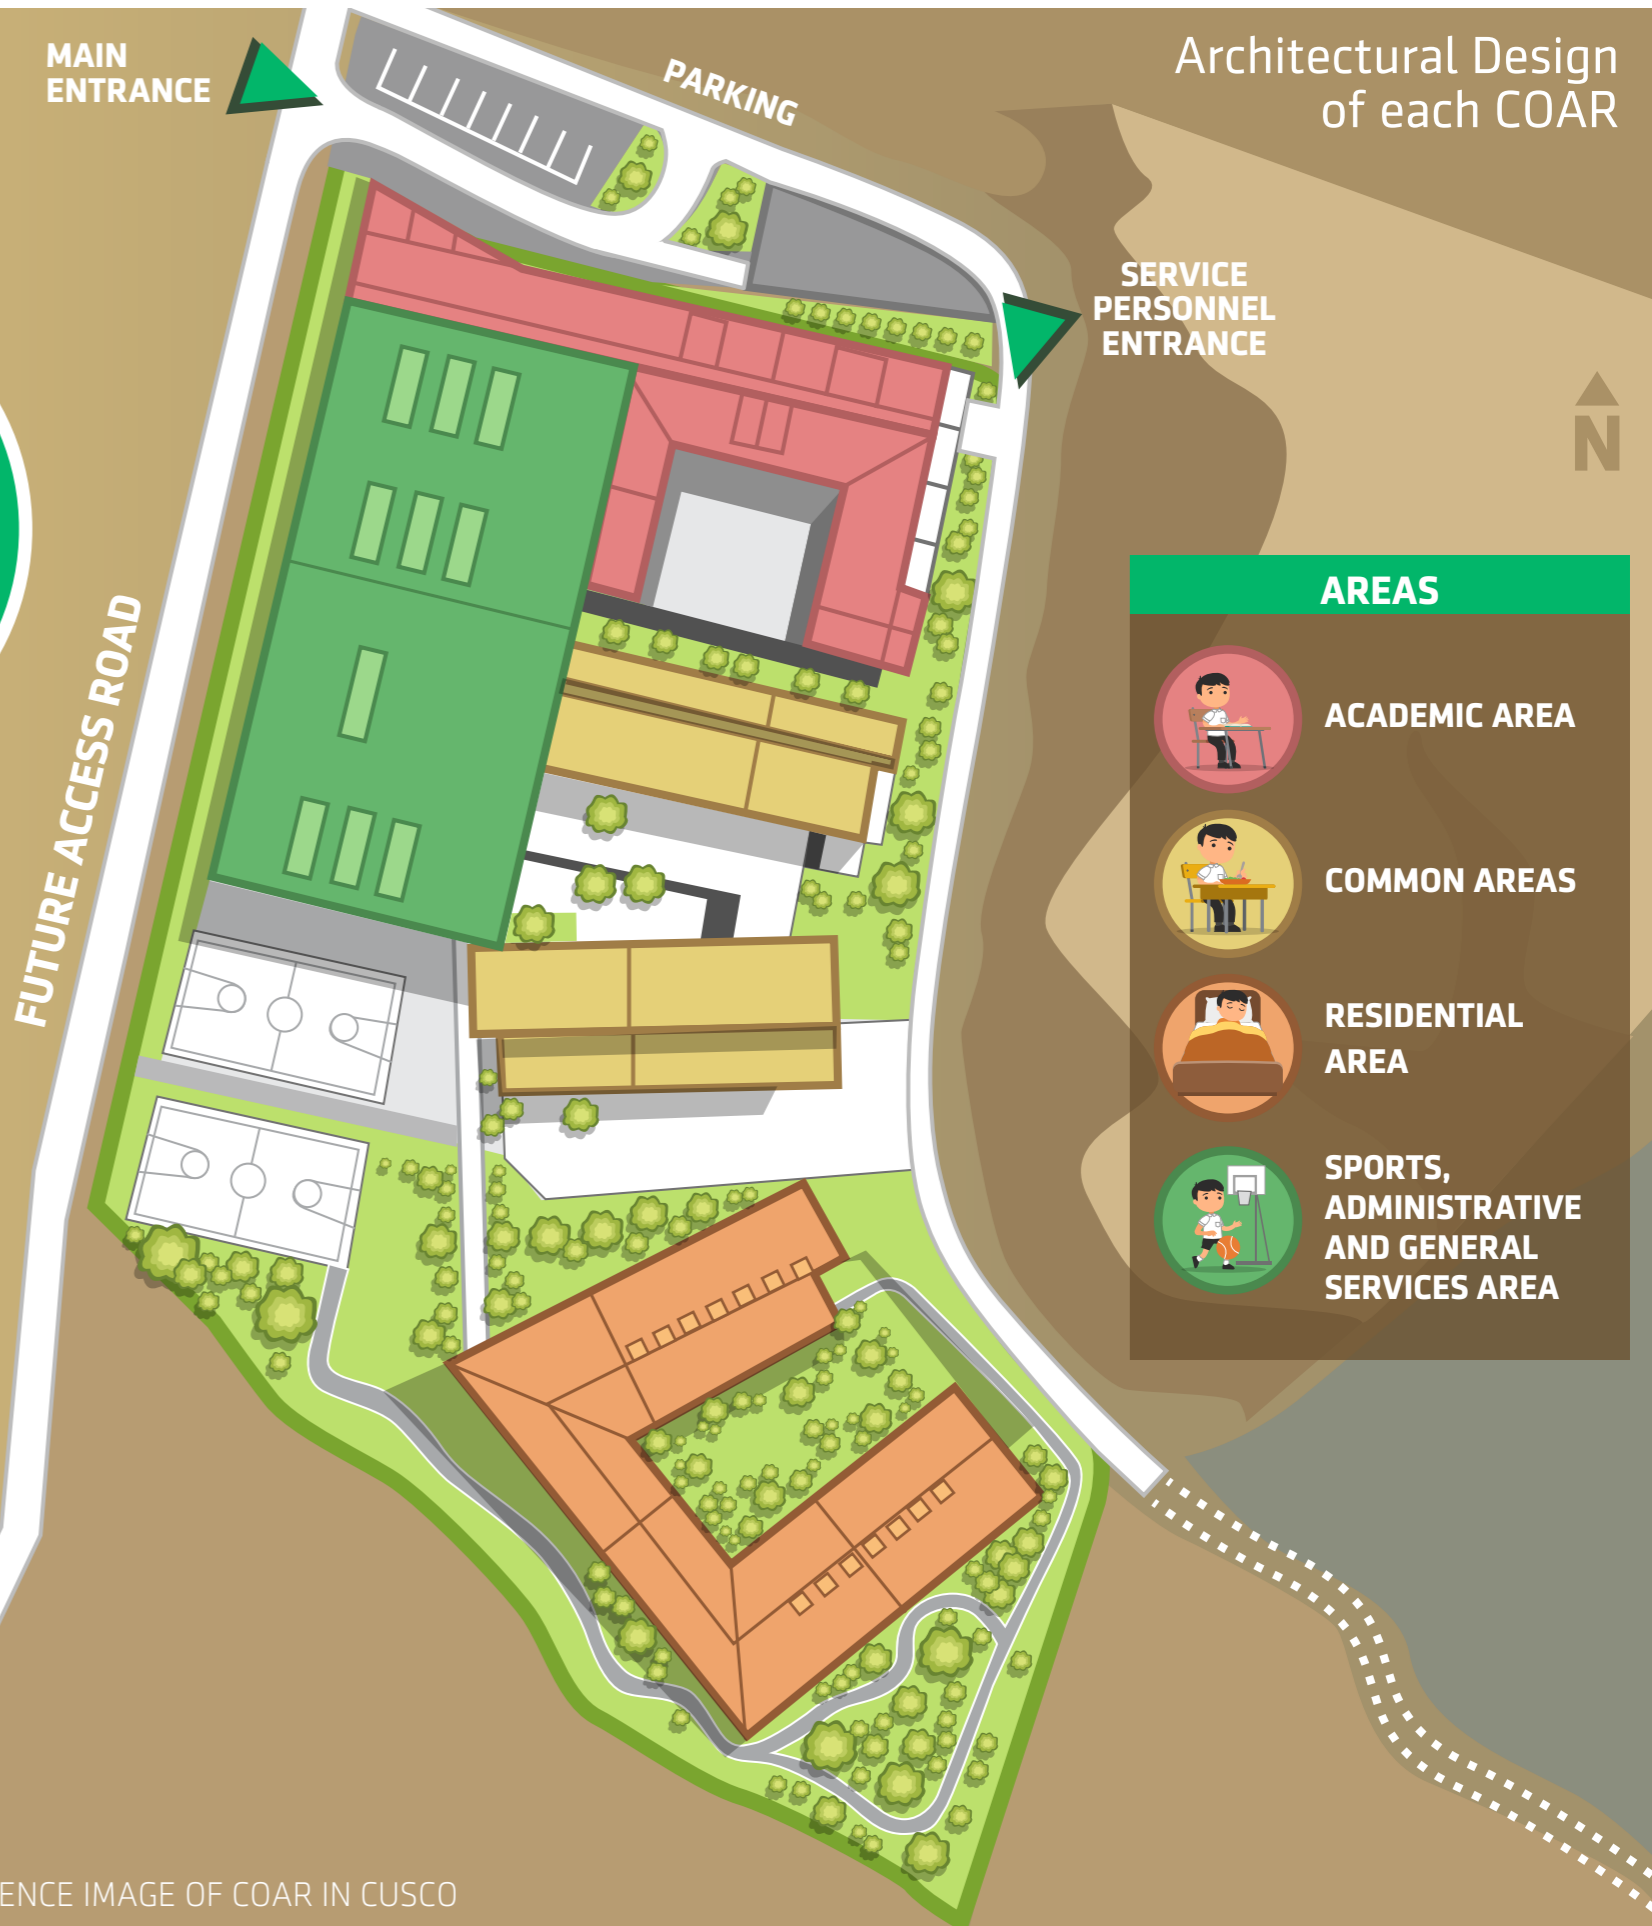 MAIN
ENTRANCE
PARKING
Architectural Design
of each COAR
SERVICE
PERSONNEL
ENTRANCE
N
FUTURE ACCESS ROAD
AREAS
ACADEMIC AREA
COMMON AREAS
RESIDENTIAL
AREA
SPORTS,
ADMINISTRATIVE
AND GENERAL
SERVICES AREA
ENCE IMAGE OF COAR IN CUSCO